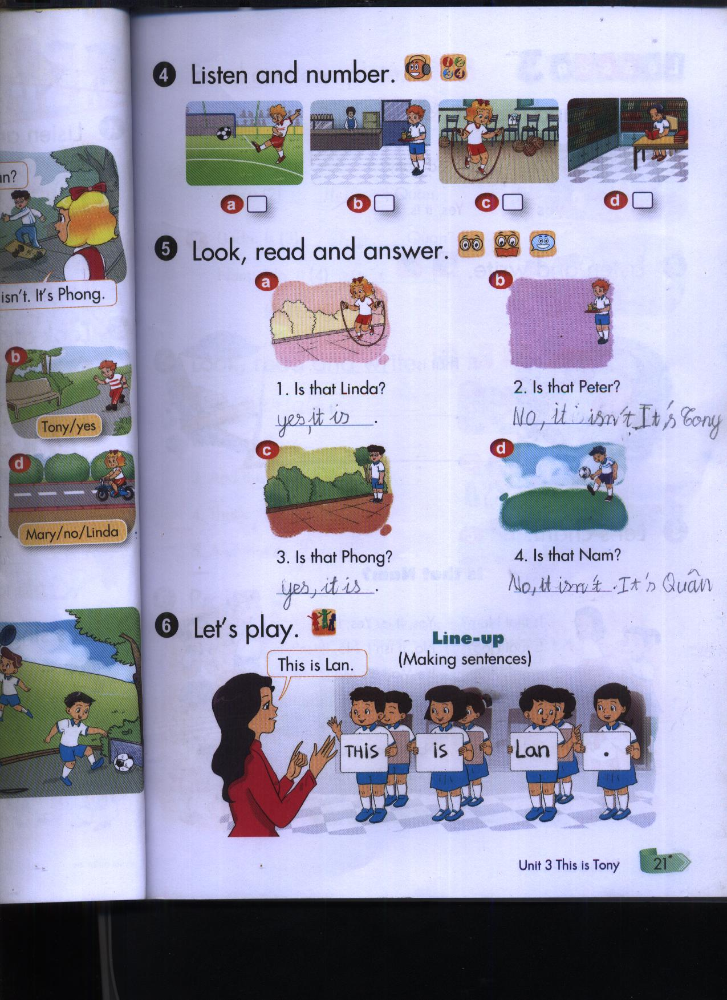 4 Listen and number.
a
b
c
d
5 Look, read and answer.
a
b
1. Is that Linda?
yes, it is .
2. Is that Peter?
No, it isn't. It's Tony
c
d
3. Is that Phong?
yes, it is .
4. Is that Nam?
No, it isn't . It's Quân
6 Let's play.
Line-up
(Making sentences)
This is Lan.
THIS
is
Lan
.
Unit 3 This is Tony
21
isn't. It's Phong.
b
Tony/yes
d
Mary/no/Linda